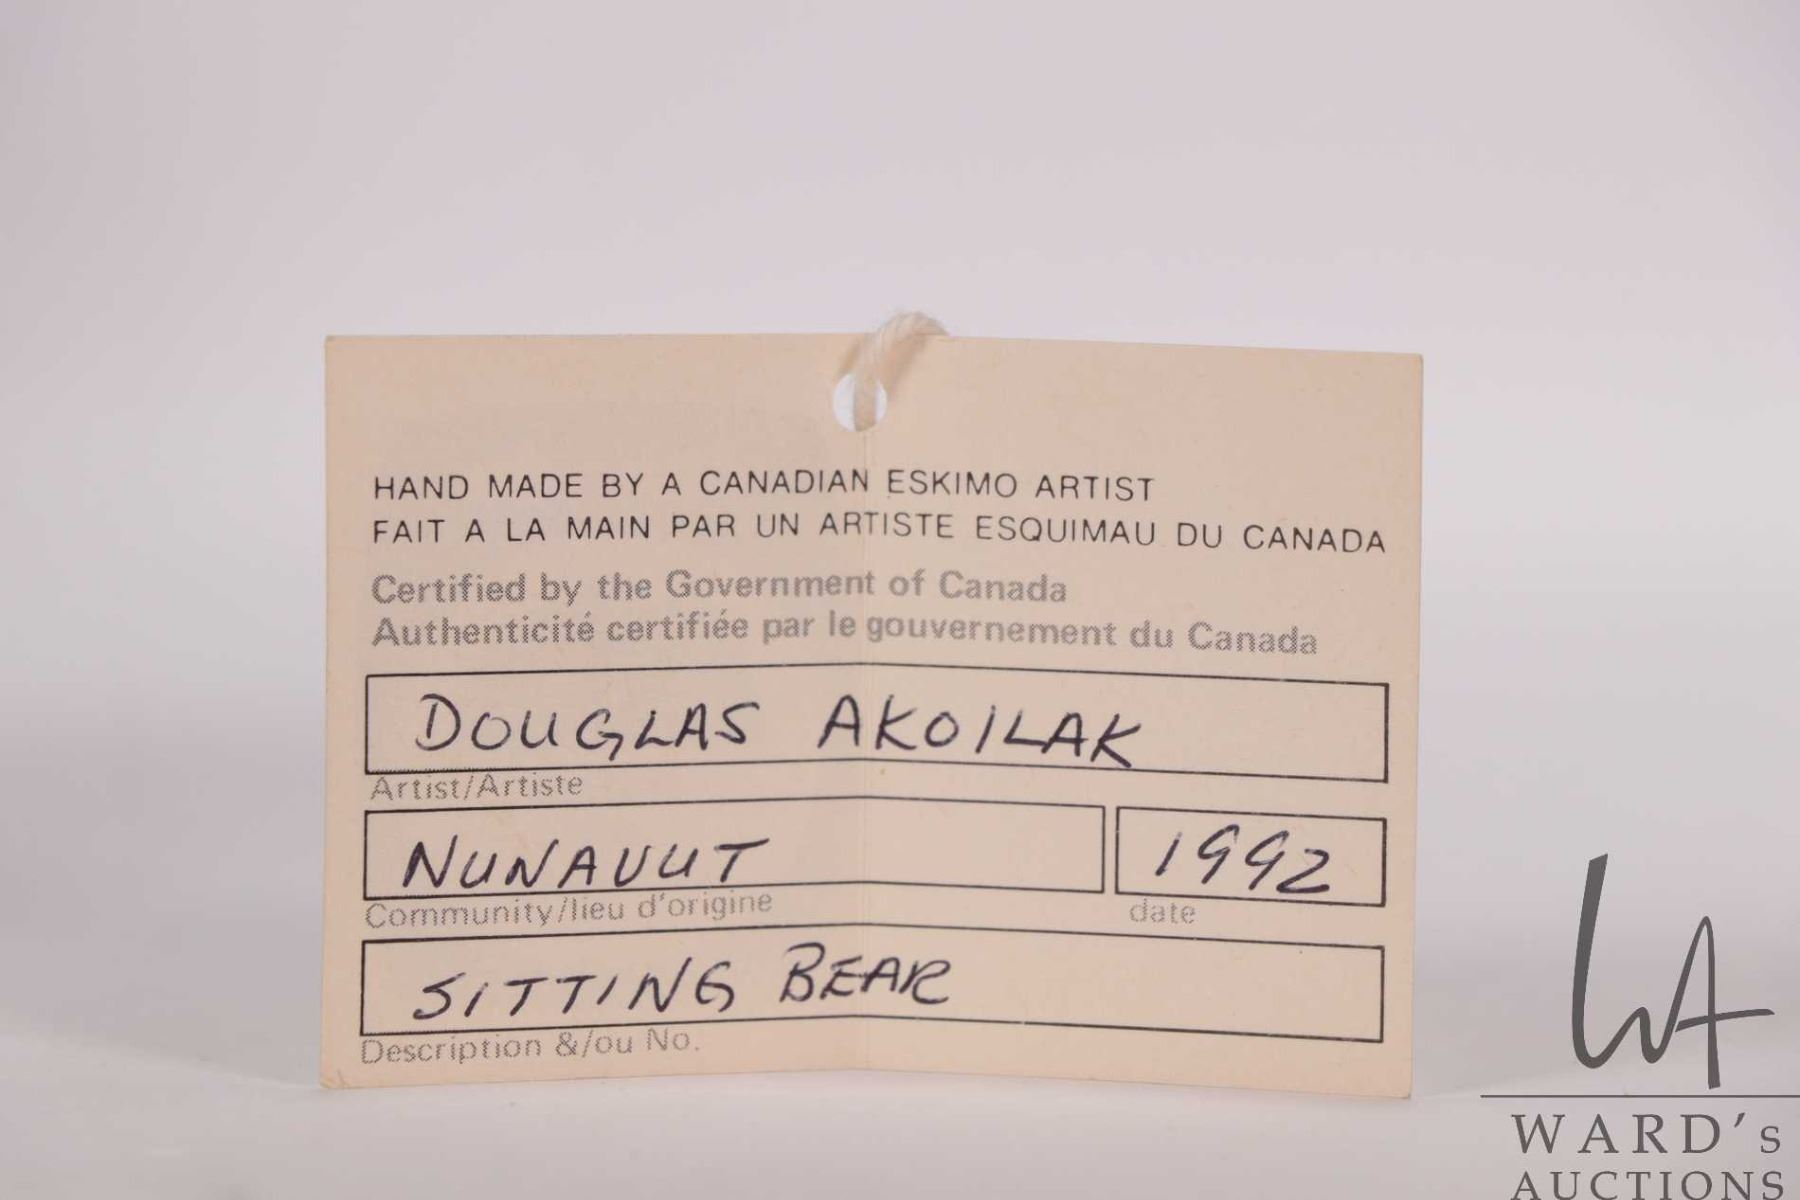 HAND MADE BY A CANADIAN ESKIMO ARTIST
FAIT A LA MAIN PAR UN ARTISTE ESQUIMAU DU CANADA
Certified by the Government of Canada
Authenticité certifiée par le gouvernement du Canada
DOUGLAS AKOILAK
Artist/Artiste
NUNAVUT 1992
Community/lieu d'origine date
SITTING BEAR
Description &/ou No.
WA
WARD's
AUCTIONS